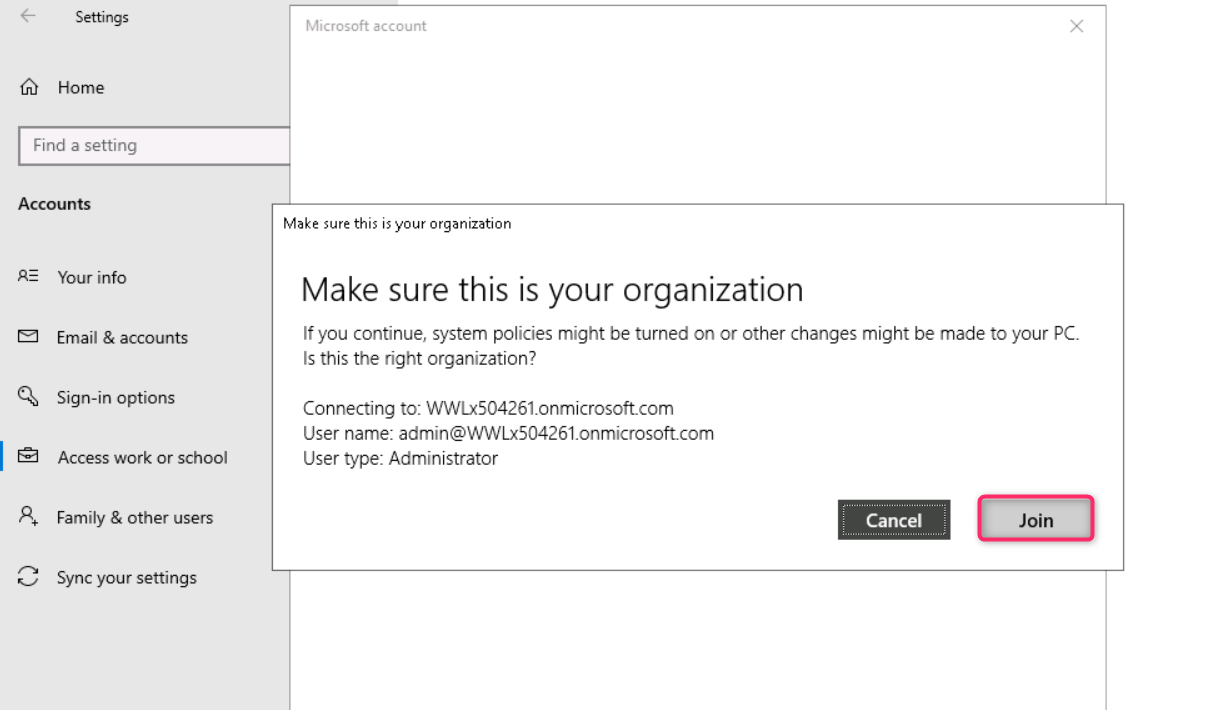 Settings
Home
Find a setting
Accounts
Your info
Email & accounts
Sign-in options
Access work or school
Family & other users
Sync your settings
Microsoft account
Make sure this is your organization
Make sure this is your organization
If you continue, system policies might be turned on or other changes might be made to your PC.
Is this the right organization?
Connecting to: WWLx504261.onmicrosoft.com
User name: admin@WWLx504261.onmicrosoft.com
User type: Administrator
Cancel
Join